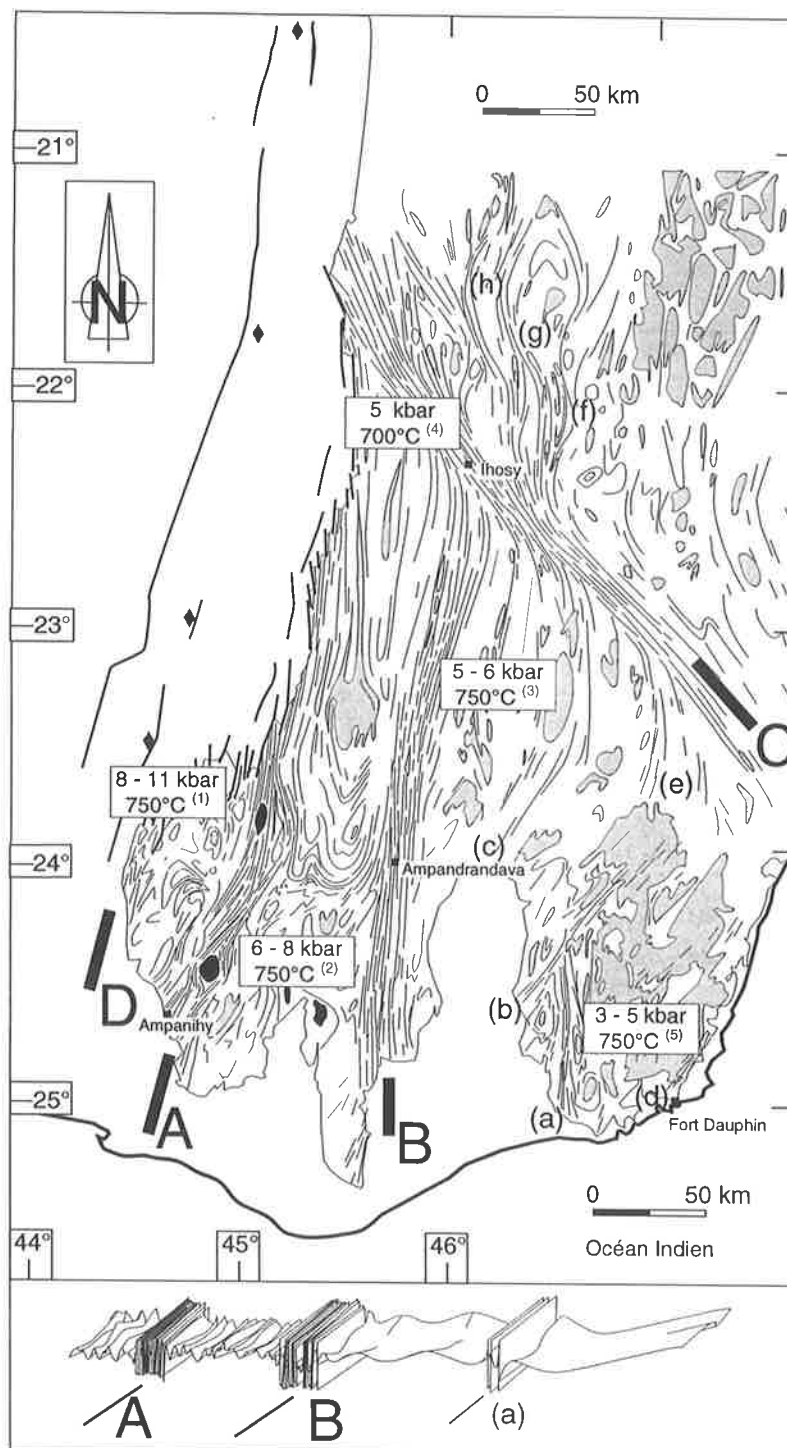 0 50 km
21°
N
(h)
(g)
22°
(f)
5 kbar
700°C (4)
Ihosy
23°
5 - 6 kbar
750°C (3)
C
(e)
8 - 11 kbar
750°C (1)
(c)
24°
Ampandrandava
6 - 8 kbar
750°C (2)
D
Ampanihy
(b)
3 - 5 kbar
750°C (5)
25°
A
B
(a)
(d)
Fort Dauphin
0 50 km
44°
45°
46°
Océan Indien
A
B
(a)